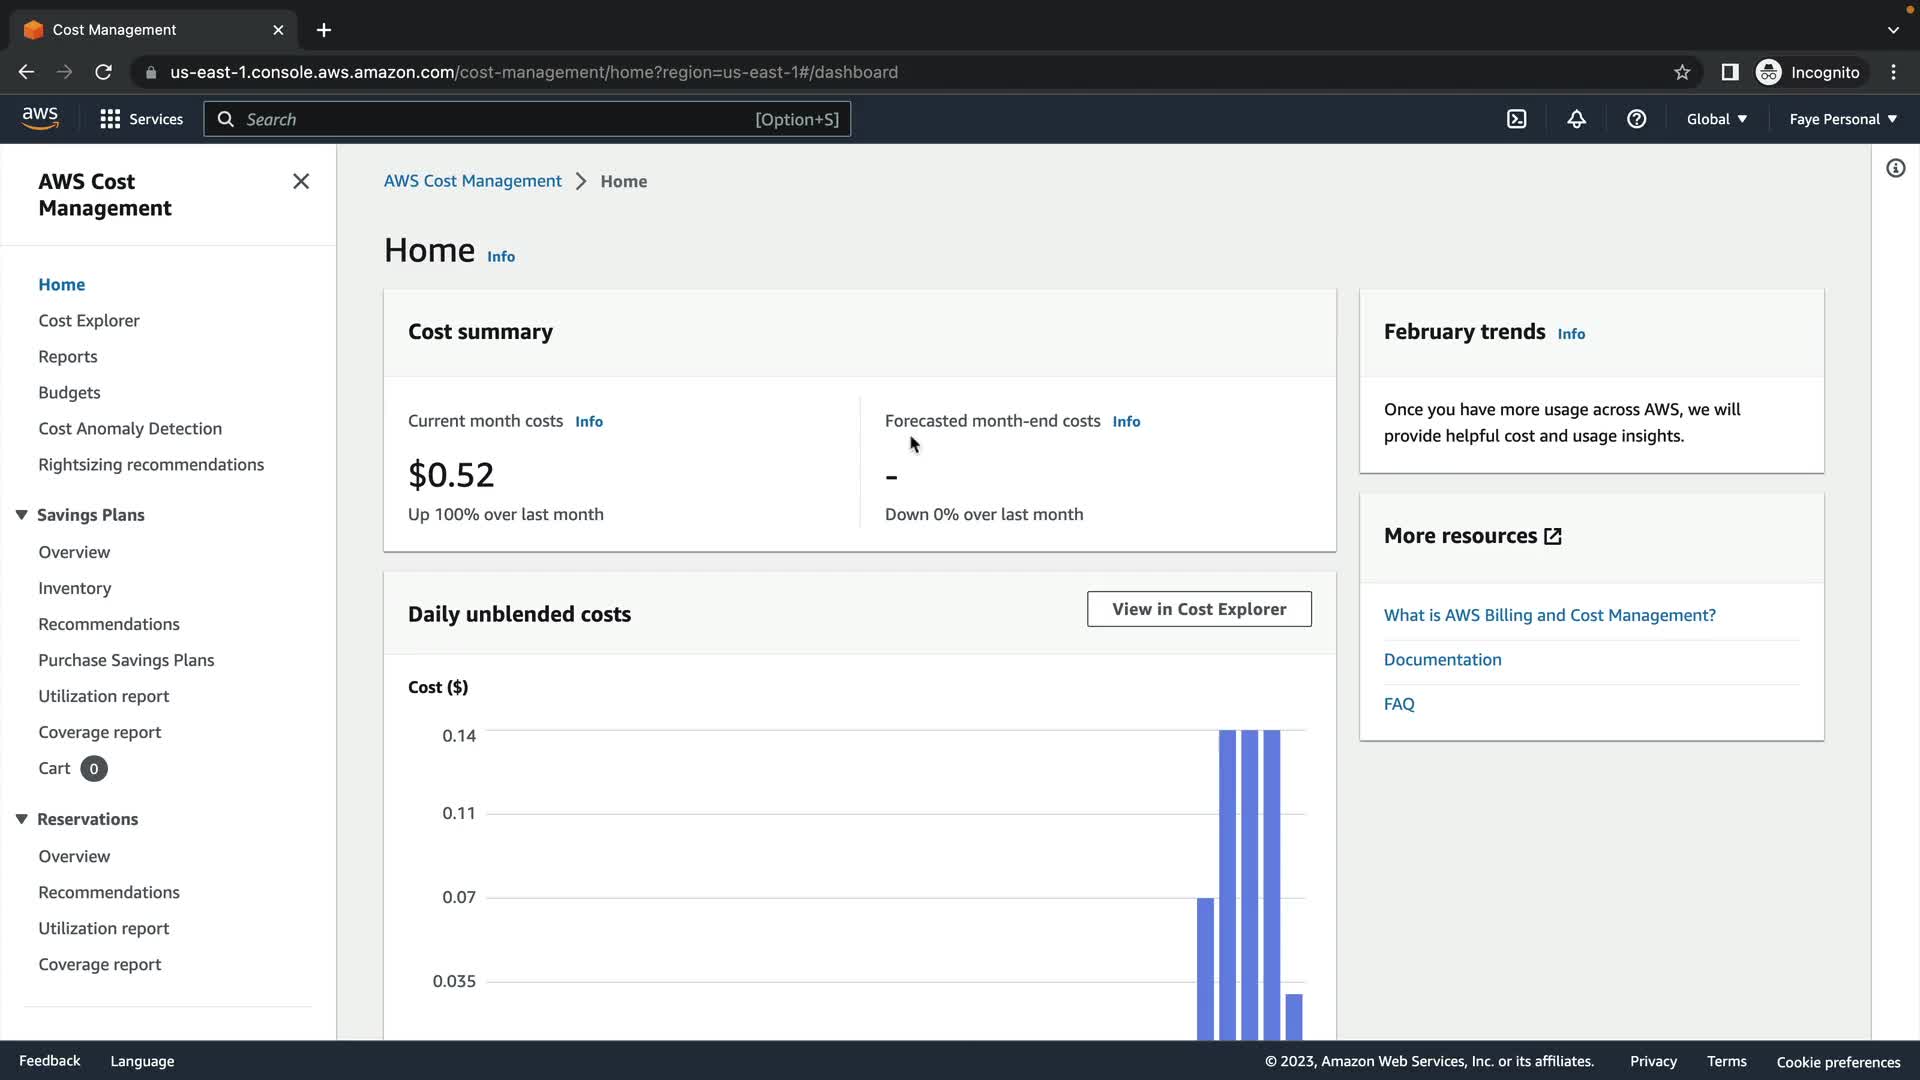 Cost Management
us-east-1.console.aws.amazon.com/cost-management/home?region=us-east-1#/dashboard
Incognito
aws
Services
Search
[Option+S]
Global
Faye Personal
AWS Cost
Management
Home
Cost Explorer
Reports
Budgets
Cost Anomaly Detection
Rightsizing recommendations
Savings Plans
Overview
Inventory
Recommendations
Purchase Savings Plans
Utilization report
Coverage report
Cart 0
Reservations
Overview
Recommendations
Utilization report
Coverage report
AWS Cost Management > Home
Home Info
Cost summary
Current month costs Info
$0.52
Up 100% over last month
Forecasted month-end costs Info
-
Down 0% over last month
Daily unblended costs
View in Cost Explorer
Cost ($)
0.14
0.11
0.07
0.035
February trends Info
Once you have more usage across AWS, we will
provide helpful cost and usage insights.
More resources
What is AWS Billing and Cost Management?
Documentation
FAQ
Feedback
Language
© 2023, Amazon Web Services, Inc. or its affiliates.
Privacy
Terms
Cookie preferences